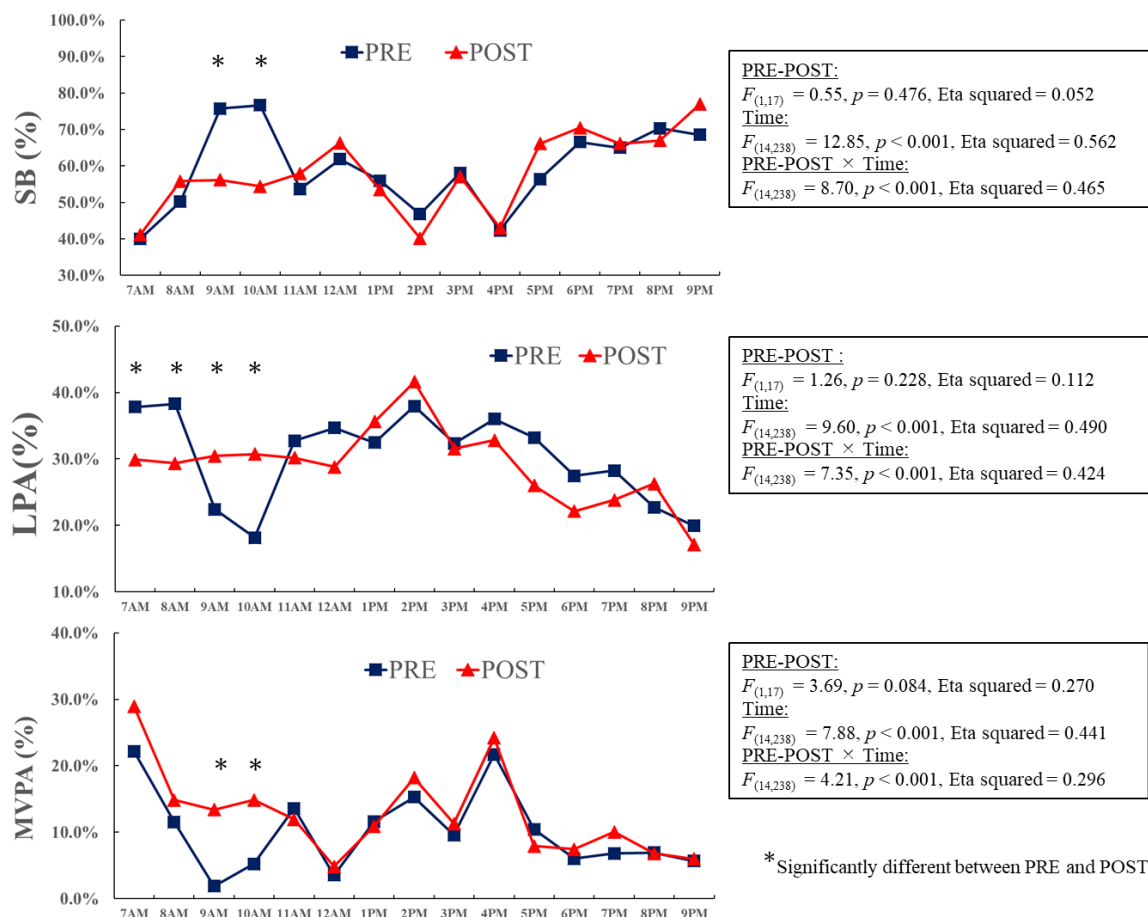 100.0%
90.0%
80.0%
70.0%
60.0%
50.0%
40.0%
30.0%
SB (%)
PRE POST
* *
7AM 8AM 9AM 10AM 11AM 12AM 1PM 2PM 3PM 4PM 5PM 6PM 7PM 8PM 9PM
PRE-POST:
F(1,17) = 0.55, p = 0.476, Eta squared = 0.052
Time:
F(14,238) = 12.85, p < 0.001, Eta squared = 0.562
PRE-POST × Time:
F(14,238) = 8.70, p < 0.001, Eta squared = 0.465
50.0%
40.0%
30.0%
20.0%
10.0%
LPA(%)
PRE POST
* * * *
7AM 8AM 9AM 10AM 11AM 12AM 1PM 2PM 3PM 4PM 5PM 6PM 7PM 8PM 9PM
PRE-POST :
F(1,17) = 1.26, p = 0.228, Eta squared = 0.112
Time:
F(14,238) = 9.60, p < 0.001, Eta squared = 0.490
PRE-POST × Time:
F(14,238) = 7.35, p < 0.001, Eta squared = 0.424
40.0%
30.0%
20.0%
10.0%
0.0%
MVPA (%)
PRE POST
* *
7AM 8AM 9AM 10AM 11AM 12AM 1PM 2PM 3PM 4PM 5PM 6PM 7PM 8PM 9PM
PRE-POST:
F(1,17) = 3.69, p = 0.084, Eta squared = 0.270
Time:
F(14,238) = 7.88, p < 0.001, Eta squared = 0.441
PRE-POST × Time:
F(14,238) = 4.21, p < 0.001, Eta squared = 0.296
*Significantly different between PRE and POST